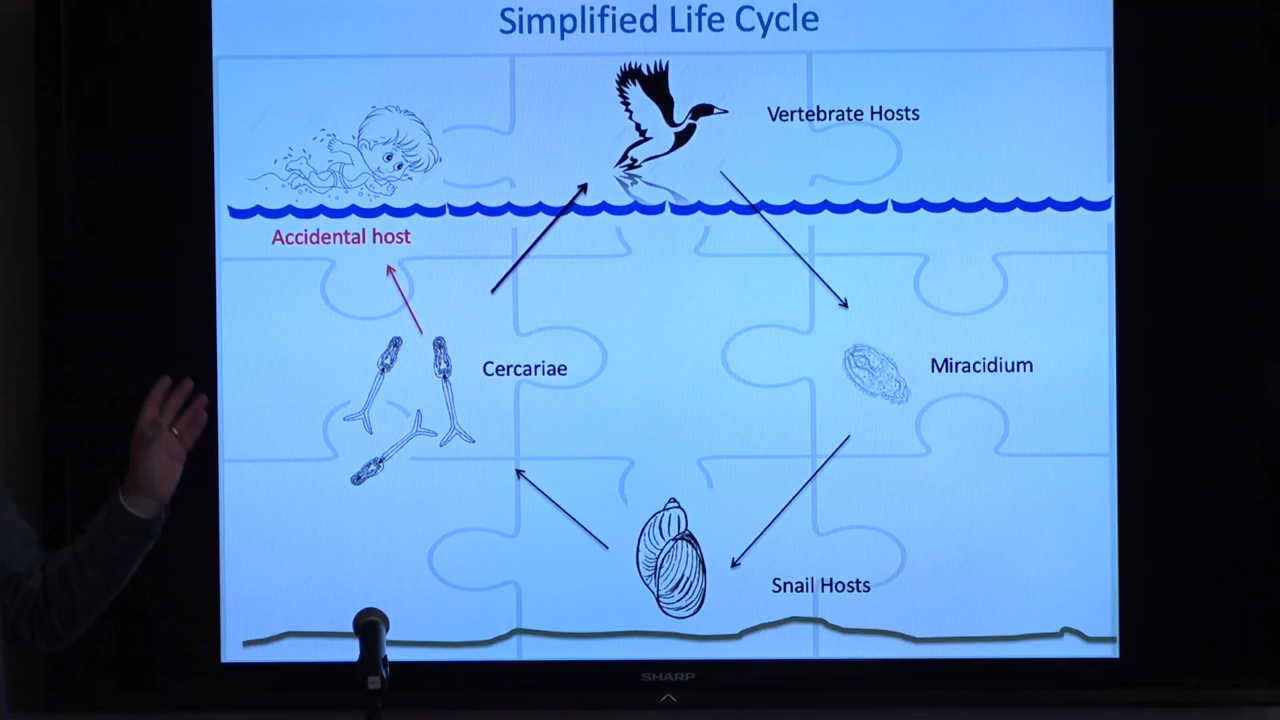 Simplified Life Cycle
Vertebrate Hosts
Accidental host
Cercariae
Miracidium
Snail Hosts
SHARP